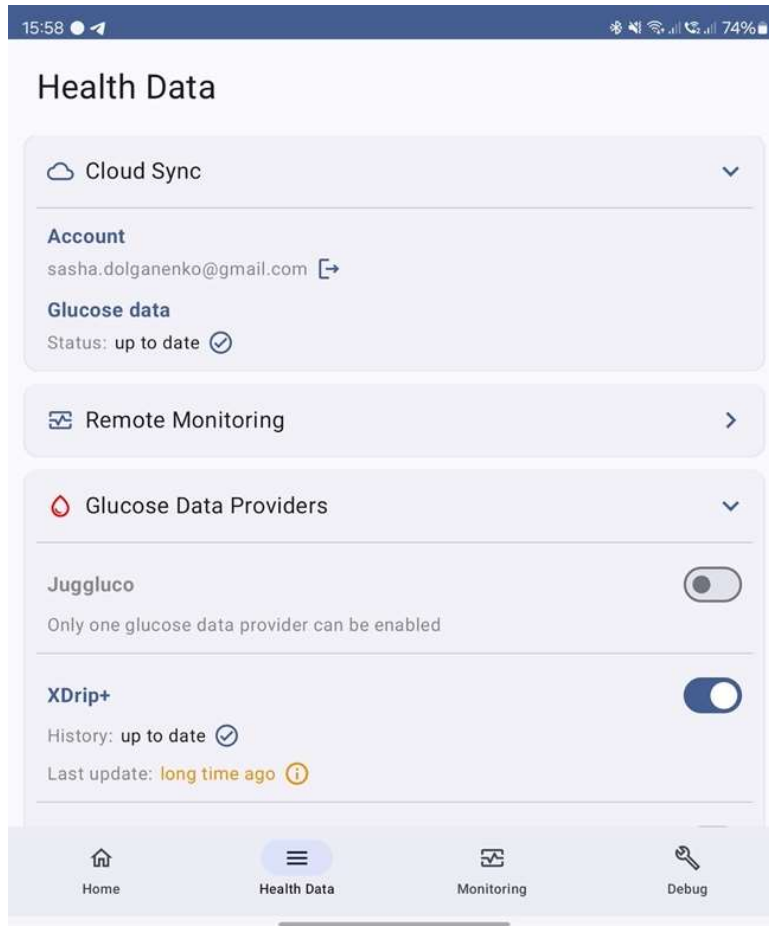 15:58 74%
Health Data
Cloud Sync
Account
sasha.dolganenko@gmail.com
Glucose data
Status: up to date
Remote Monitoring
Glucose Data Providers
Juggluco
Only one glucose data provider can be enabled
XDrip+
History: up to date
Last update: long time ago
Home Health Data Monitoring Debug